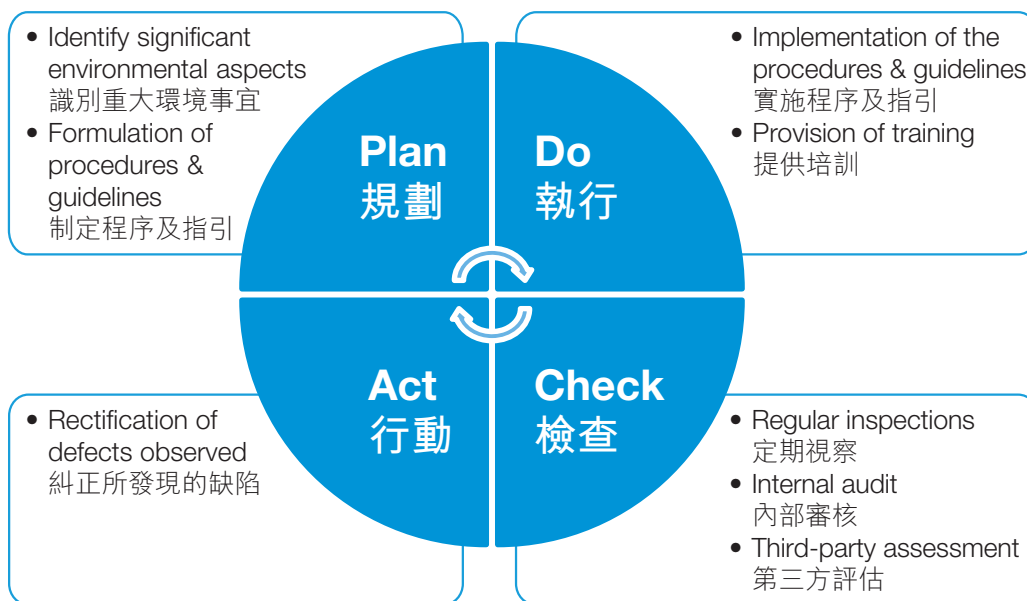 • Identify significant
environmental aspects
識別重大環境事宜
• Formulation of
procedures &
guidelines
制定程序及指引
Plan
規劃
Do
執行
• Implementation of the
procedures & guidelines
實施程序及指引
• Provision of training
提供培訓
• Rectification of
defects observed
糾正所發現的缺陷
Act
行動
Check
檢查
• Regular inspections
定期視察
• Internal audit
內部審核
• Third-party assessment
第三方評估